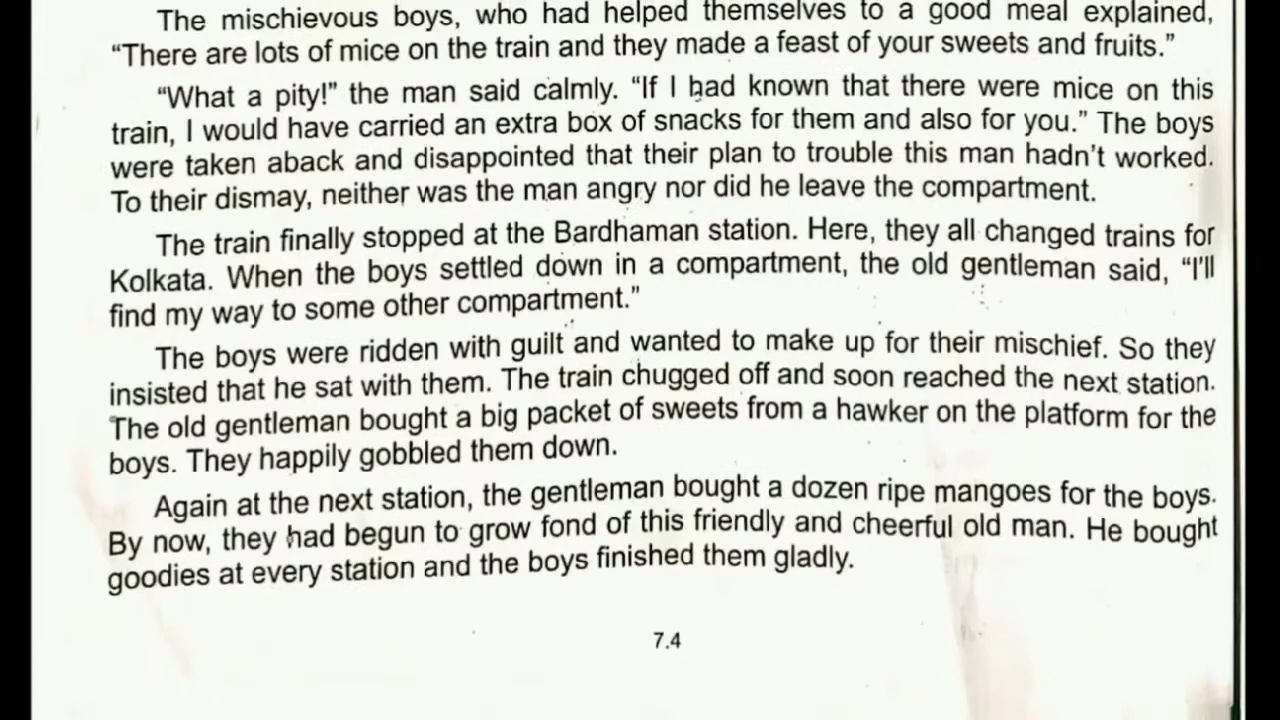 The mischievous boys, who had helped themselves to a good meal explained,
“There are lots of mice on the train and they made a feast of your sweets and fruits.”
“What a pity!” the man said calmly. “If I had known that there were mice on this
train, I would have carried an extra box of snacks for them and also for you.” The boys
were taken aback and disappointed that their plan to trouble this man hadn’t worked.
To their dismay, neither was the man angry nor did he leave the compartment.
The train finally stopped at the Bardhaman station. Here, they all changed trains for
Kolkata. When the boys settled down in a compartment, the old gentleman said, “I’ll
find my way to some other compartment.”
The boys were ridden with guilt and wanted to make up for their mischief. So they
insisted that he sat with them. The train chugged off and soon reached the next station.
The old gentleman bought a big packet of sweets from a hawker on the platform for the
boys. They happily gobbled them down.
Again at the next station, the gentleman bought a dozen ripe mangoes for the boys.
By now, they had begun to grow fond of this friendly and cheerful old man. He bought
goodies at every station and the boys finished them gladly.
7.4